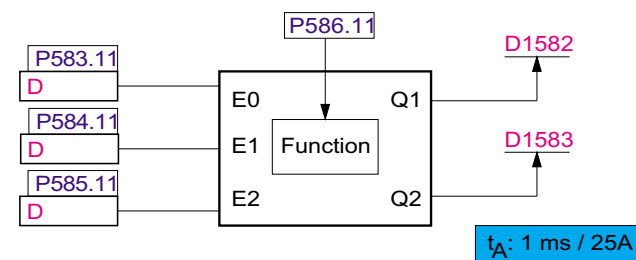 P586.11
P583.11
D
E0
Q1
D1582
P584.11
D
E1
Function
P585.11
D
E2
Q2
D1583
tA: 1 ms / 25A